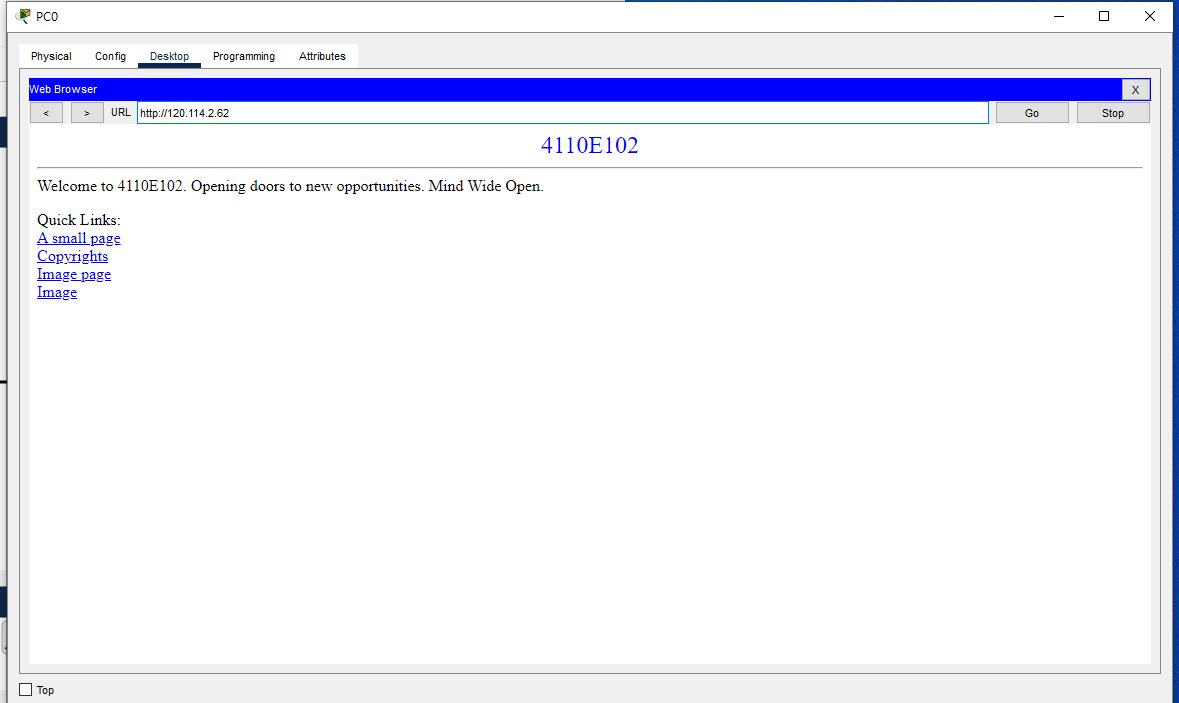 PC0
Physical Config Desktop Programming Attributes
Web Browser X
< > URL http://120.114.2.62 Go Stop
4110E102
Welcome to 4110E102. Opening doors to new opportunities. Mind Wide Open.
Quick Links:
A small page
Copyrights
Image page
Image
Top